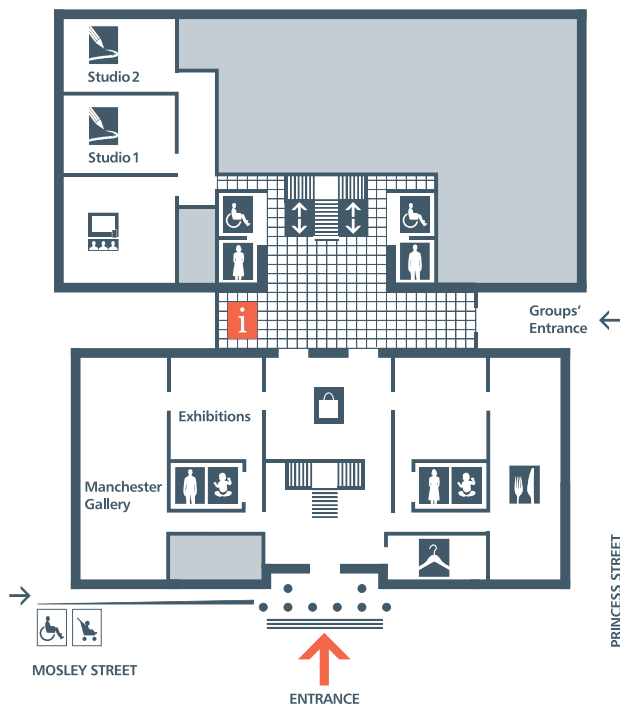 Studio 2
Studio 1
i
Groups’
Entrance
Exhibitions
Manchester
Gallery
PRINCESS STREET
MOSLEY STREET
ENTRANCE